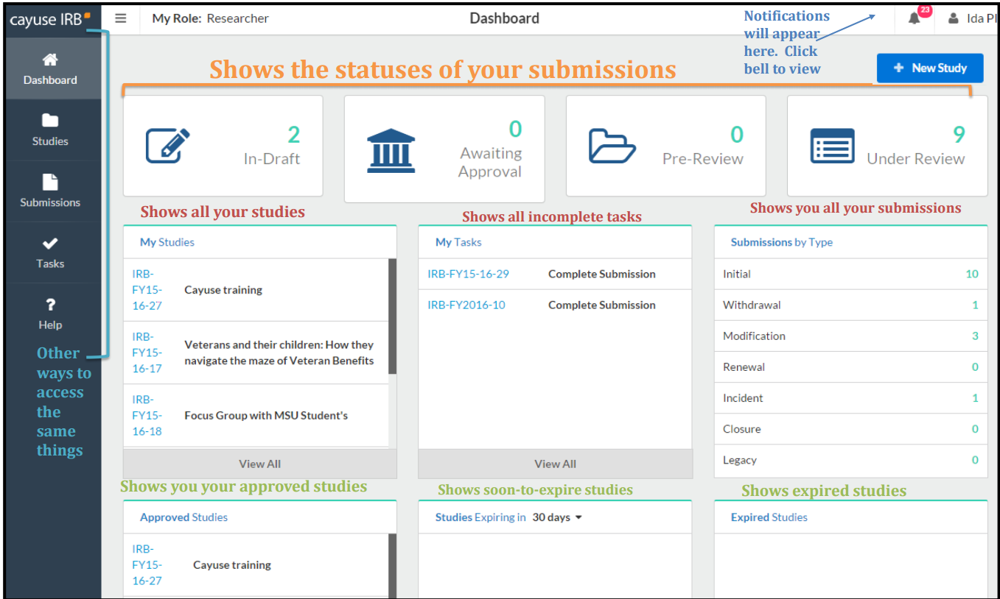 cayuse IRB
My Role: Researcher
Dashboard
Notifications
will appear
here. Click
bell to view
23
Ida Pl
Dashboard
Studies
Submissions
Tasks
?
Help
Other
ways to
access
the
same
things
Shows the statuses of your submissions
+ New Study
2
In-Draft
0
Awaiting
Approval
0
Pre-Review
9
Under Review
Shows all your studies
My Studies
IRB-
FY15-
16-27
Cayuse training
IRB-
FY15-
16-17
Veterans and their children: How they
navigate the maze of Veteran Benefits
IRB-
FY15-
16-18
Focus Group with MSU Student's
View All
Shows all incomplete tasks
My Tasks
IRB-FY15-16-29 Complete Submission
IRB-FY2016-10 Complete Submission
View All
Shows you all your submissions
Submissions by Type
Initial 10
Withdrawal 1
Modification 3
Renewal 0
Incident 1
Closure 0
Legacy 0
Shows you your approved studies
Approved Studies
IRB-
FY15-
16-27
Cayuse training
Shows soon-to-expire studies
Studies Expiring in 30 days
Shows expired studies
Expired Studies